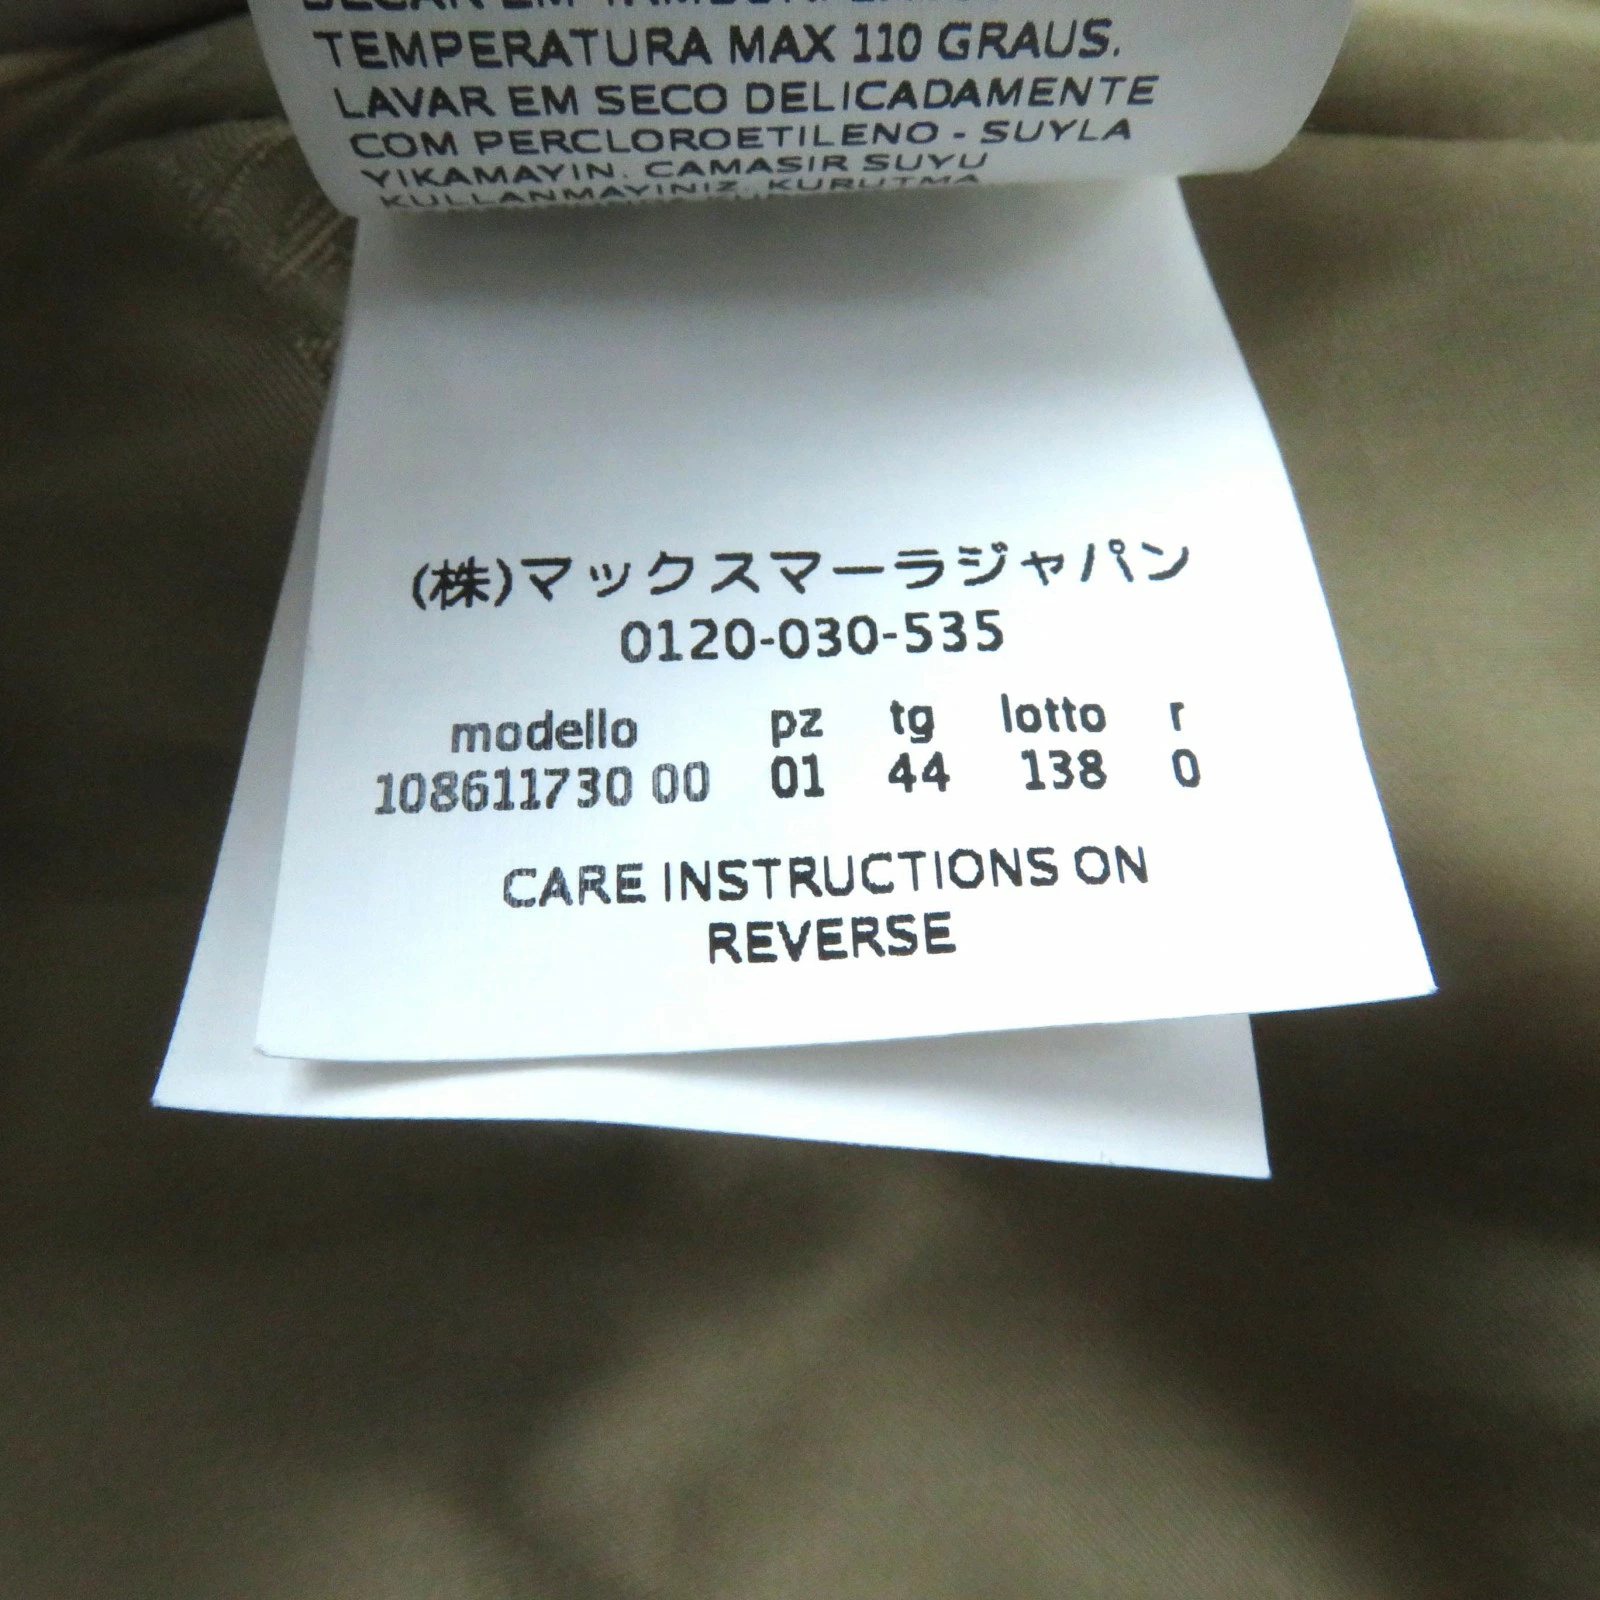 TEMPERATURA MAX 110 GRAUS.
LAVAR EM SECO DELICADAMENTE
COM PERCLOROETILENO - SUYLA
YIKAMAYIN. CAMASIR SUYU
KULLANMAYINIZ. KURUTMA
(株)マックスマーラジャパン
0120-030-535
modello pz tg lotto r
108611730 00 01 44 138 0
CARE INSTRUCTIONS ON
REVERSE